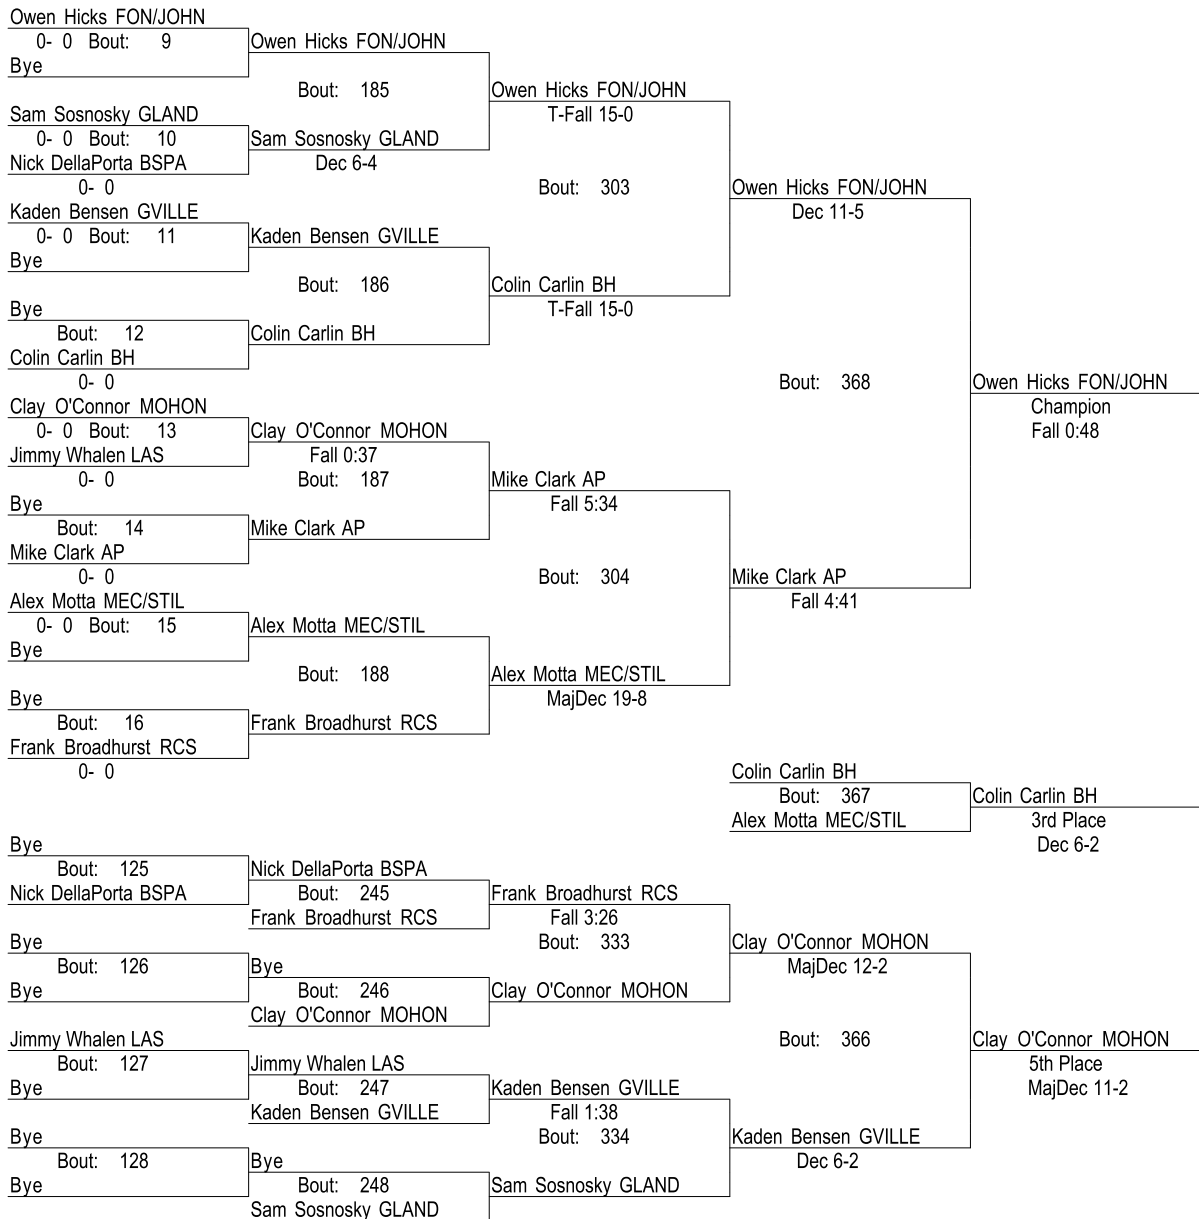 Owen Hicks FON/JOHN
0- 0 Bout: 9
Owen Hicks FON/JOHN
Bye
Bout: 185
Owen Hicks FON/JOHN
Sam Sosnosky GLAND
T-Fall 15-0
0- 0 Bout: 10
Sam Sosnosky GLAND
Nick DellaPorta BSPA
Dec 6-4
0- 0
Bout: 303
Owen Hicks FON/JOHN
Kaden Bensen GVILLE
Dec 11-5
0- 0 Bout: 11
Kaden Bensen GVILLE
Bye
Bout: 186
Colin Carlin BH
Bye
T-Fall 15-0
Bout: 12
Colin Carlin BH
Colin Carlin BH
0- 0
Bout: 368
Owen Hicks FON/JOHN
Clay O'Connor MOHON
Champion
0- 0 Bout: 13
Clay O'Connor MOHON
Fall 0:48
Jimmy Whalen LAS
Fall 0:37
0- 0
Bout: 187
Mike Clark AP
Bye
Fall 5:34
Bout: 14
Mike Clark AP
Mike Clark AP
0- 0
Bout: 304
Mike Clark AP
Alex Motta MEC/STIL
Fall 4:41
0- 0 Bout: 15
Alex Motta MEC/STIL
Bye
Bout: 188
Alex Motta MEC/STIL
Bye
MajDec 19-8
Bout: 16
Frank Broadhurst RCS
Frank Broadhurst RCS
0- 0
Colin Carlin BH
Bout: 367
Colin Carlin BH
Alex Motta MEC/STIL
3rd Place
Dec 6-2
Bye
Bout: 125
Nick DellaPorta BSPA
Nick DellaPorta BSPA
Bout: 245
Frank Broadhurst RCS
Frank Broadhurst RCS
Fall 3:26
Bye
Bout: 333
Clay O'Connor MOHON
Bout: 126
Bye
MajDec 12-2
Bye
Bout: 246
Clay O'Connor MOHON
Clay O'Connor MOHON
Jimmy Whalen LAS
Bout: 366
Clay O'Connor MOHON
Bout: 127
Jimmy Whalen LAS
5th Place
Bye
Bout: 247
Kaden Bensen GVILLE
MajDec 11-2
Kaden Bensen GVILLE
Fall 1:38
Bye
Bout: 334
Kaden Bensen GVILLE
Bout: 128
Bye
Dec 6-2
Bye
Bout: 248
Sam Sosnosky GLAND
Sam Sosnosky GLAND